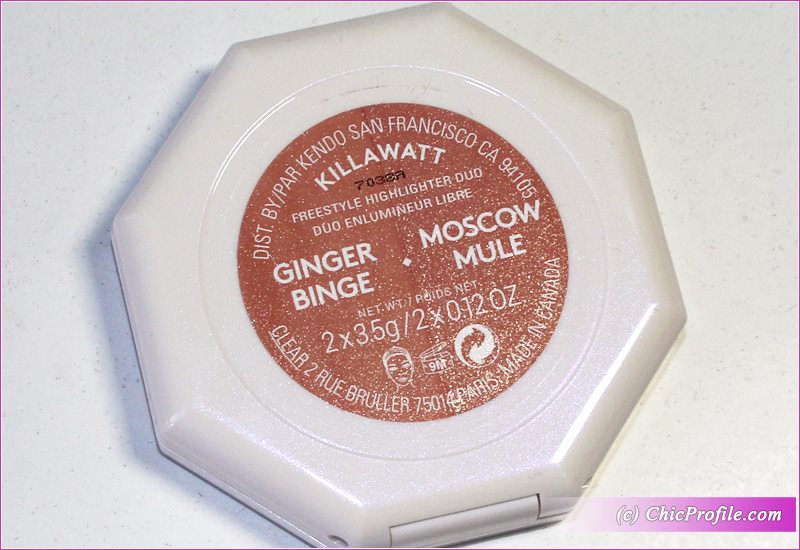 DIST. BY/PAR KENDO SAN FRANCISCO CA 94105
KILLAWATT
7038A
FREESTYLE HIGHLIGHTER DUO
DUO ENLUMINEUR LIBRE
GINGER BINGE
MOSCOW MULE
NET.WT. / POIDS NET
2 x 3.5g / 2 x 0.12 OZ.
9M
CLEAR 2 RUE BRULLER 75014 PARIS. MADE IN CANADA
(c) ChicProfile.com